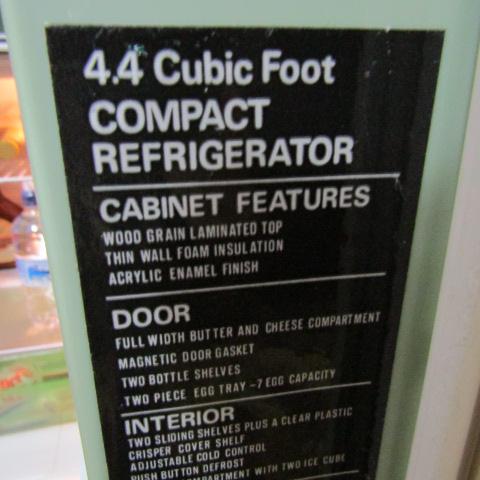 4.4 Cubic Foot
COMPACT
REFRIGERATOR
CABINET FEATURES
WOOD GRAIN LAMINATED TOP
THIN WALL FOAM INSULATION
ACRYLIC ENAMEL FINISH
DOOR
FULL WIDTH BUTTER AND CHEESE COMPARTMENT
MAGNETIC DOOR GASKET
TWO BOTTLE SHELVES
TWO PIECE EGG TRAY -7 EGG CAPACITY
INTERIOR
TWO SLIDING SHELVES PLUS A CLEAR PLASTIC
CRISPER COVER SHELF
ADJUSTABLE COLD CONTROL
PUSH BUTTON DEFROST
COMPARTMENT WITH TWO ICE CUBE